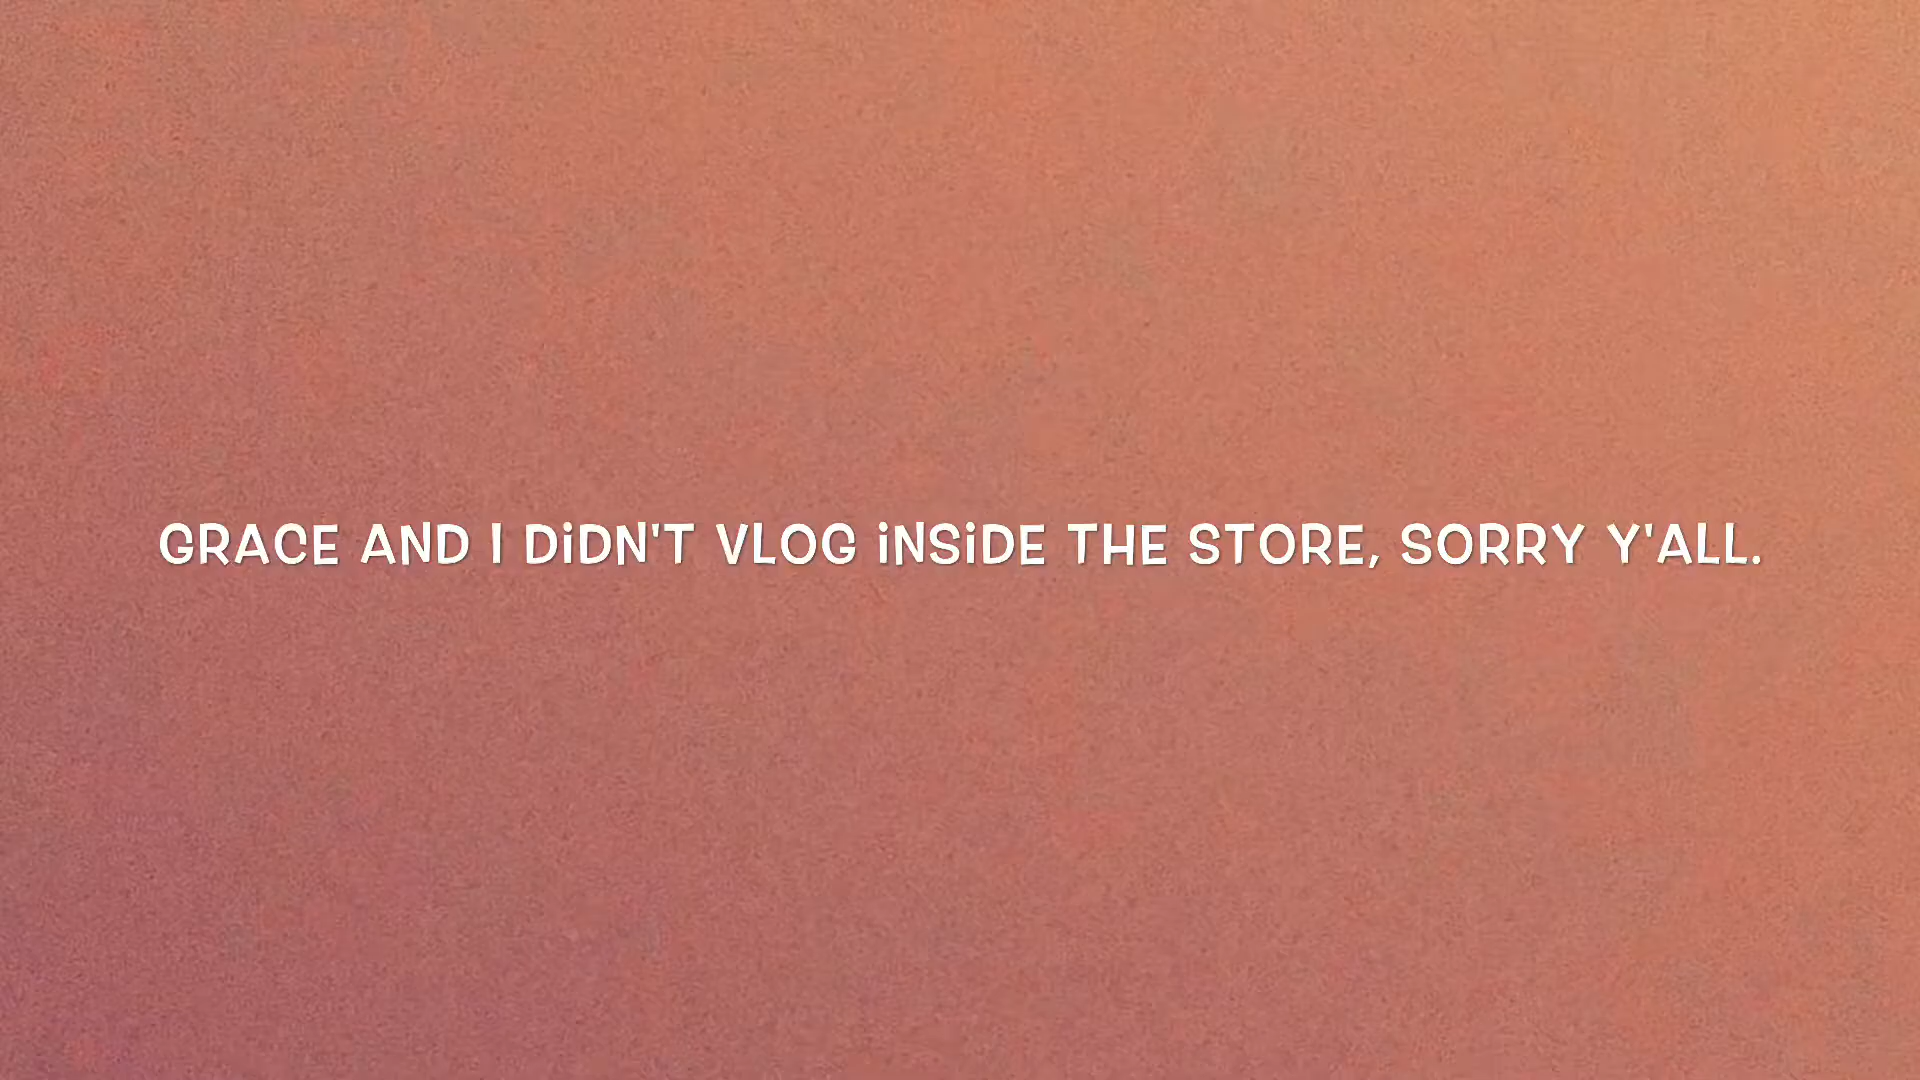 GRACE AND I DiDN'T VLOG iNSiDE THE STORE, SORRY Y'ALL.